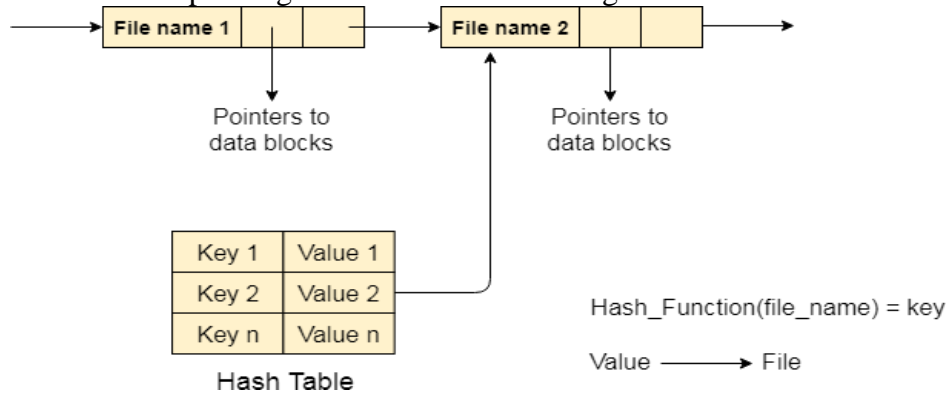 File name 1
File name 2
Pointers to
data blocks
Pointers to
data blocks
Key 1 Value 1
Key 2 Value 2
Key n Value n
Hash_Function(file_name) = key
Value File
Hash Table